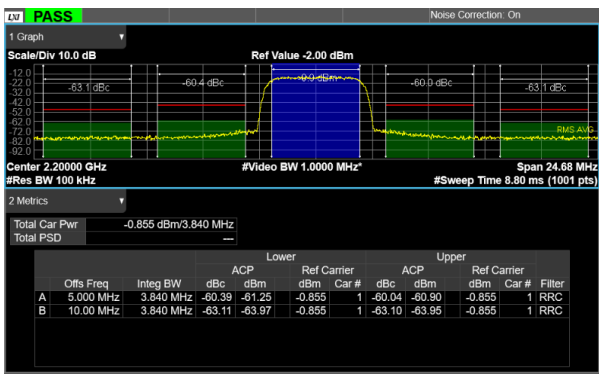 LXI PASS Noise Correction: On
1 Graph
Scale/Div 10.0 dB Ref Value -2.00 dBm
-12.0
-22.0
-32.0
-42.0
-52.0
-62.0
-72.0
-82.0
-92.0
-63.1 dBc -60.4 dBc -0.9 dBm -60.0 dBc -63.1 dBc
RMS AVG
Center 2.20000 GHz #Video BW 1.0000 MHz* Span 24.68 MHz
#Res BW 100 kHz #Sweep Time 8.80 ms (1001 pts)
2 Metrics
Total Car Pwr -0.855 dBm/3.840 MHz
Total PSD ---
Lower Upper
ACP Ref Carrier ACP Ref Carrier
Offs Freq Integ BW dBc dBm dBm Car # dBc dBm dBm Car # Filter
A 5.000 MHz 3.840 MHz -60.39 -61.25 -0.855 1 -60.04 -60.90 -0.855 1 RRC
B 10.00 MHz 3.840 MHz -63.11 -63.97 -0.855 1 -63.10 -63.95 -0.855 1 RRC